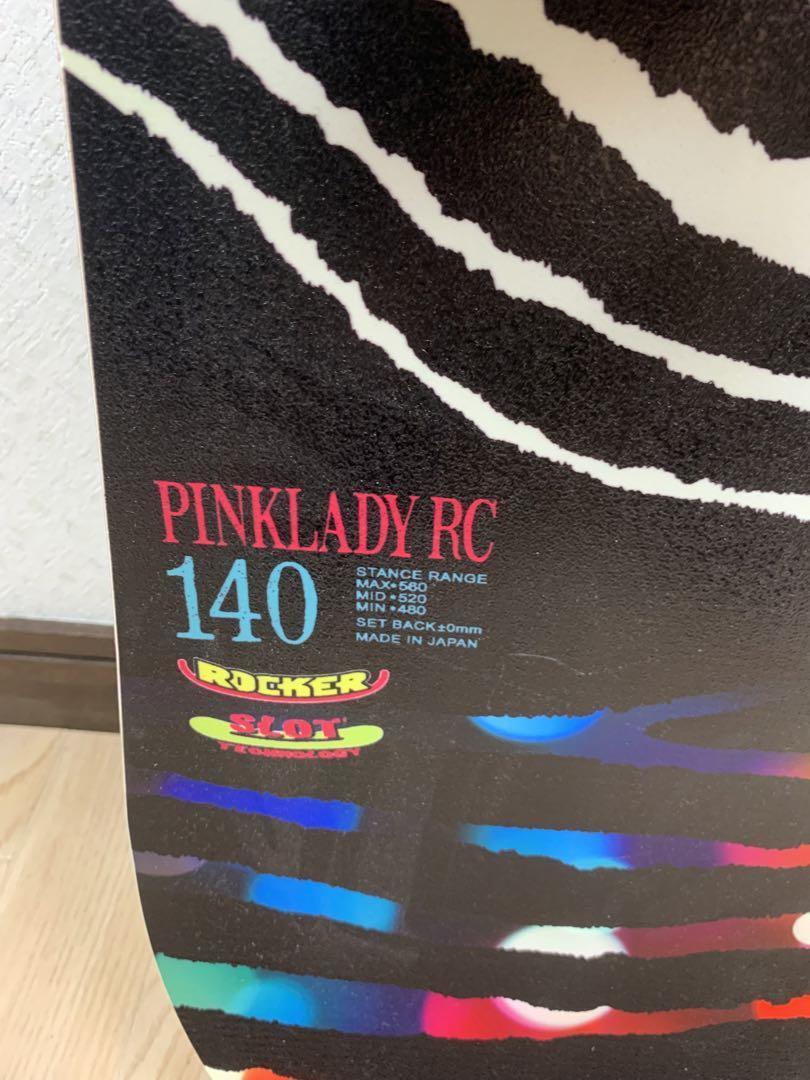 PINKLADY RC
140
STANCE RANGE
MAX•560
MID•520
MIN•480
SET BACK±0mm
MADE IN JAPAN
ROCKER
SLOT
TECHNOLOGY